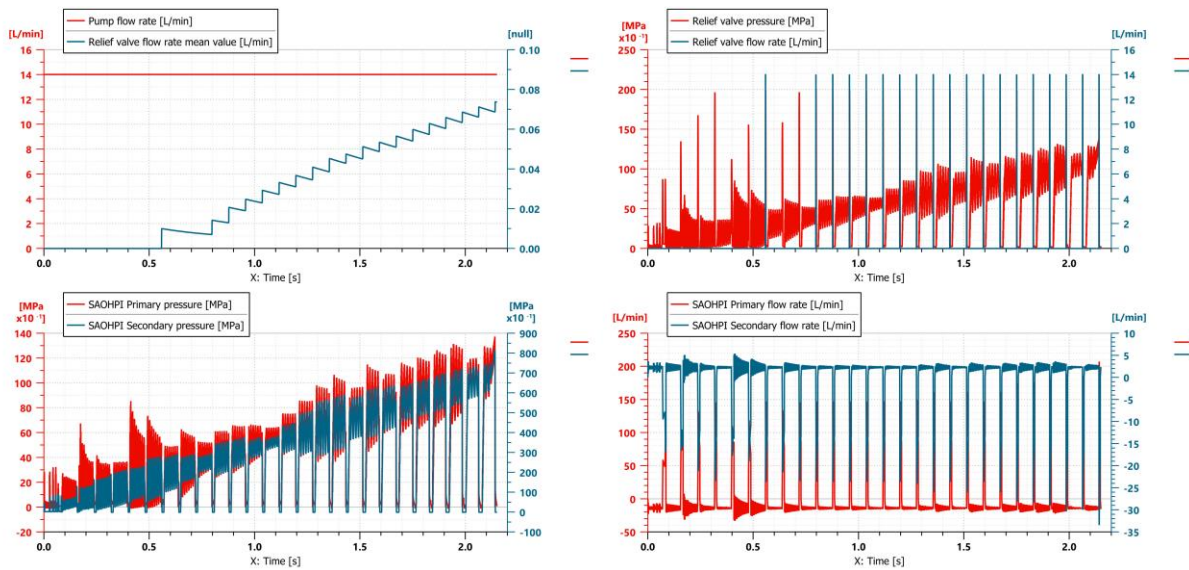 Pump flow rate [L/min]
Relief valve flow rate mean value [L/min]
[L/min]
[null]
16
14
12
10
8
6
4
2
0
0.10
0.08
0.06
0.04
0.02
0.00
0.0 0.5 1.0 1.5 2.0
X: Time [s]
Relief valve pressure [MPa]
Relief valve flow rate [L/min]
[MPa
x10⁻¹]
[L/min]
250
200
150
100
50
0
16
14
12
10
8
6
4
2
0
0.0 0.5 1.0 1.5 2.0
X: Time [s]
SAOHPI Primary pressure [MPa]
SAOHPI Secondary pressure [MPa]
[MPa
x10⁻¹]
[MPa
x10⁻¹]
140
120
100
80
60
40
20
0
-20
900
800
700
600
500
400
300
200
100
0
-100
0.0 0.5 1.0 1.5 2.0
X: Time [s]
SAOHPI Primary flow rate [L/min]
SAOHPI Secondary flow rate [L/min]
[L/min]
[L/min]
250
200
150
100
50
0
-50
10
5
0
-5
-10
-15
-20
-25
-30
-35
0.0 0.5 1.0 1.5 2.0
X: Time [s]